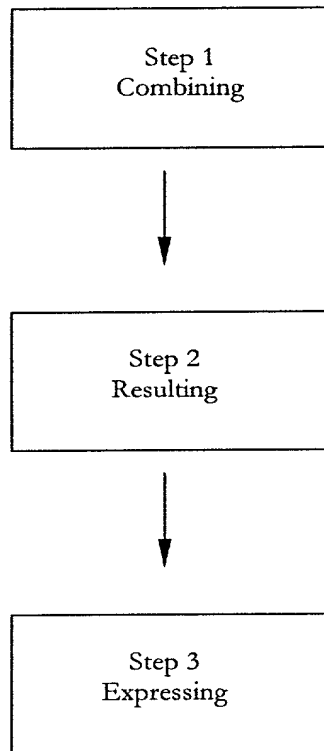 Step 1
Combining
Step 2
Resulting
Step 3
Expressing